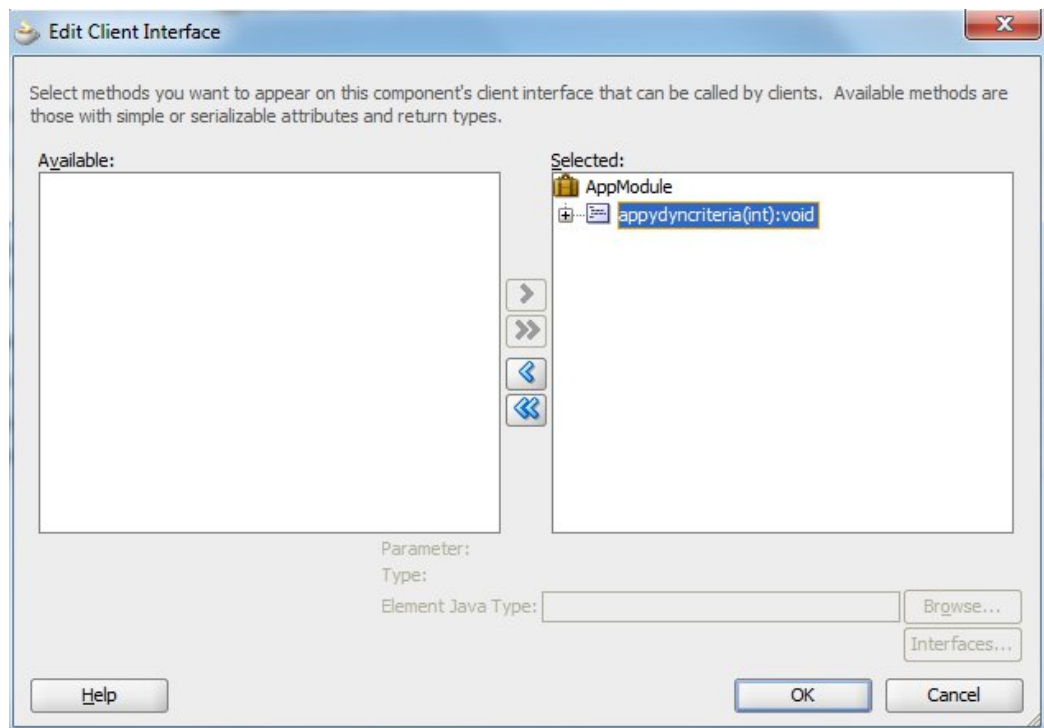 Edit Client Interface
Select methods you want to appear on this component's client interface that can be called by clients. Available methods are
those with simple or serializable attributes and return types.
Available:
Selected:
AppModule
appydyncriteria(int):void
Parameter:
Type:
Element Java Type:
Browse...
Interfaces...
Help
OK
Cancel